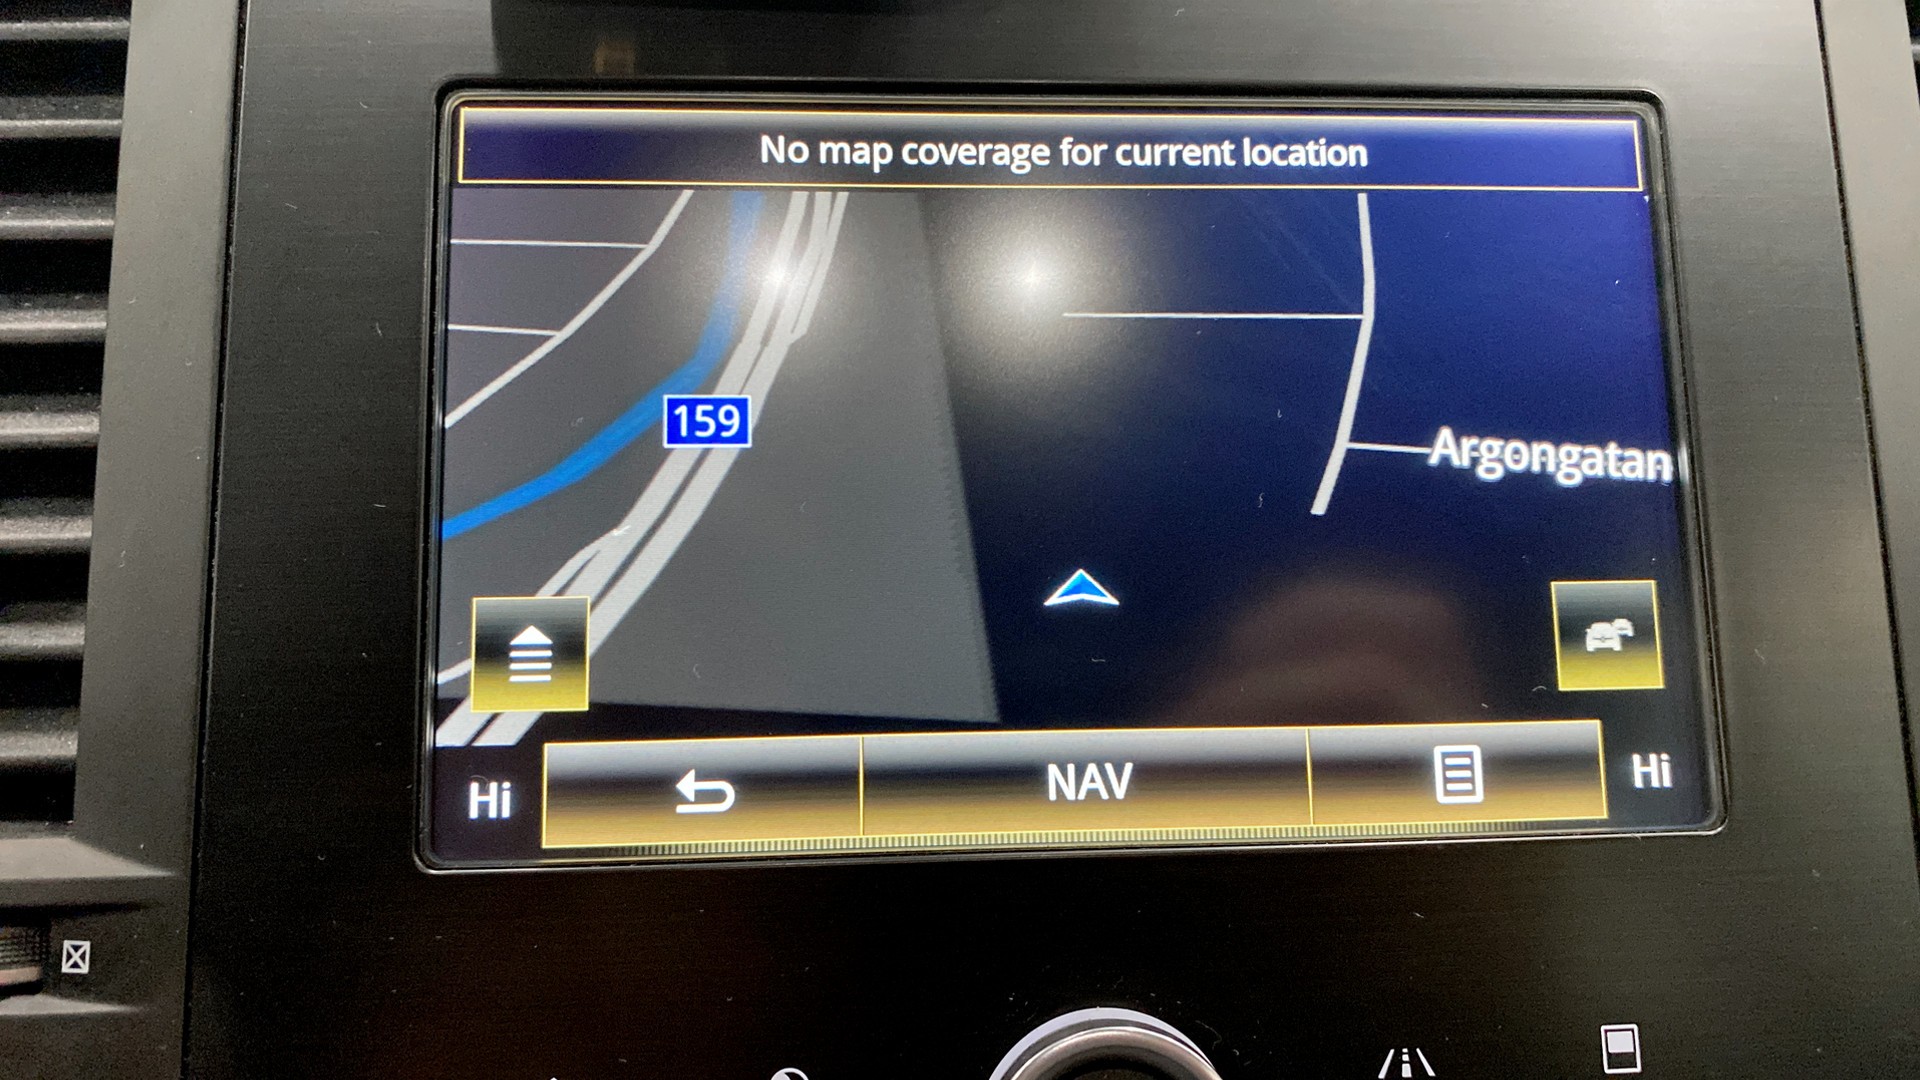 No map coverage for current location
159
Argongatan
Hi
NAV
Hi